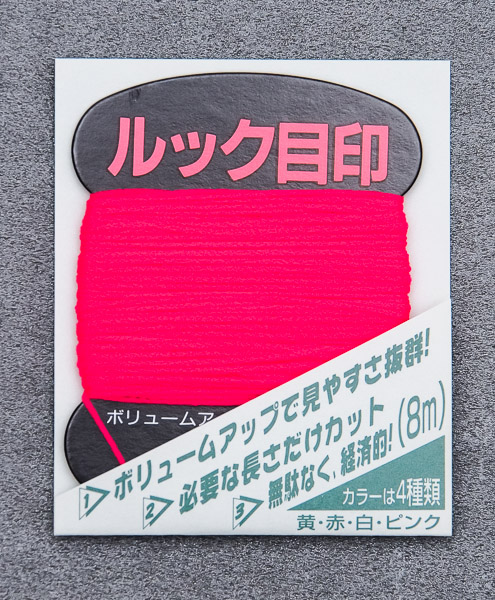 ルック目印
ボリュームア
1 ボリュームアップで見やすさ抜群!
2 必要な長さだけカット
3 無駄なく、経済的!(8m)
カラーは4種類
黄・赤・白・ピンク